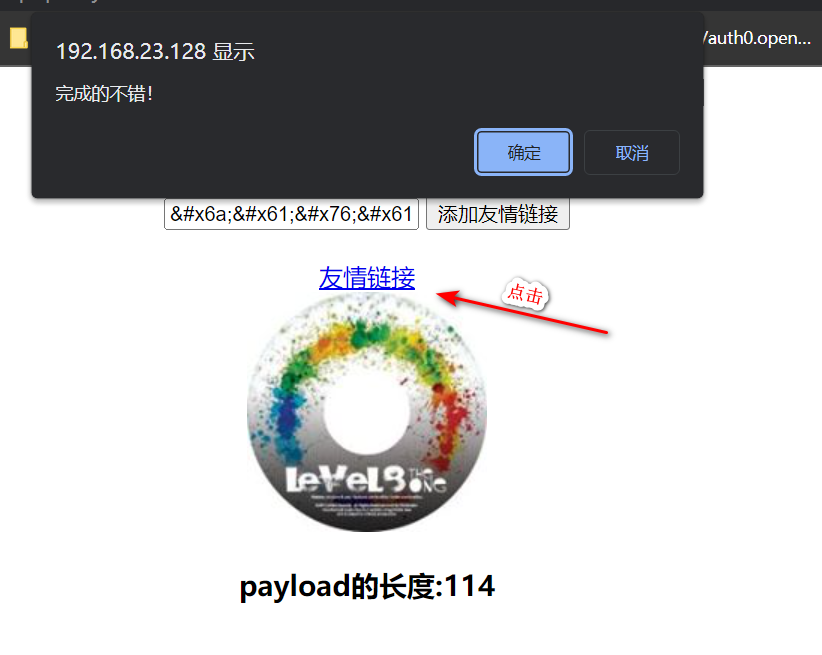 /auth0.open...
192.168.23.128 显示
完成的不错！
确定
取消
&#x6a;&#x61;&#x76;&#x61
添加友情链接
友情链接
点击
LeVeL8 THE
ONG
payload的长度:114